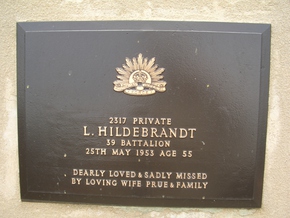 2317 PRIVATE
L. HILDEBRANDT
39 BATTALION
25TH MAY 1953 AGE 55
DEARLY LOVED & SADLY MISSED
BY LOVING WIFE PRUE & FAMILY